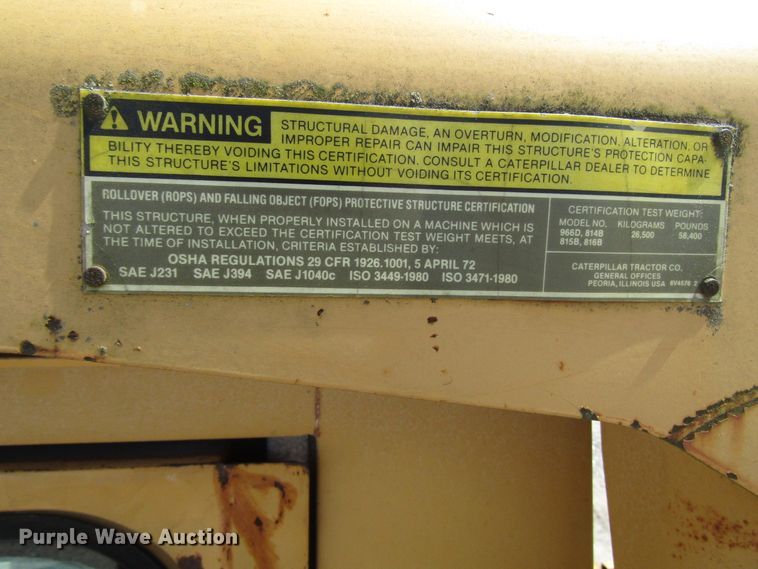 WARNING
STRUCTURAL DAMAGE, AN OVERTURN, MODIFICATION, ALTERATION, OR
IMPROPER REPAIR CAN IMPAIR THIS STRUCTURE'S PROTECTION CAPA-
BILITY THEREBY VOIDING THIS CERTIFICATION. CONSULT A CATERPILLAR DEALER TO DETERMINE
THIS STRUCTURE'S LIMITATIONS WITHOUT VOIDING ITS CERTIFICATION.
ROLLOVER (ROPS) AND FALLING OBJECT (FOPS) PROTECTIVE STRUCTURE CERTIFICATION
THIS STRUCTURE, WHEN PROPERLY INSTALLED ON A MACHINE WHICH IS
NOT ALTERED TO EXCEED THE CERTIFICATION TEST WEIGHT MEETS, AT
THE TIME OF INSTALLATION, CRITERIA ESTABLISHED BY:
OSHA REGULATIONS 29 CFR 1926.1001, 5 APRIL 72
SAE J231 SAE J394 SAE J1040c ISO 3449-1980 ISO 3471-1980
CERTIFICATION TEST WEIGHT:
MODEL NO. KILOGRAMS POUNDS
966D, 814B 26,500 58,400
815B, 816B
CATERPILLAR TRACTOR CO.
GENERAL OFFICES
PEORIA, ILLINOIS USA 8V4576 2
Purple Wave Auction